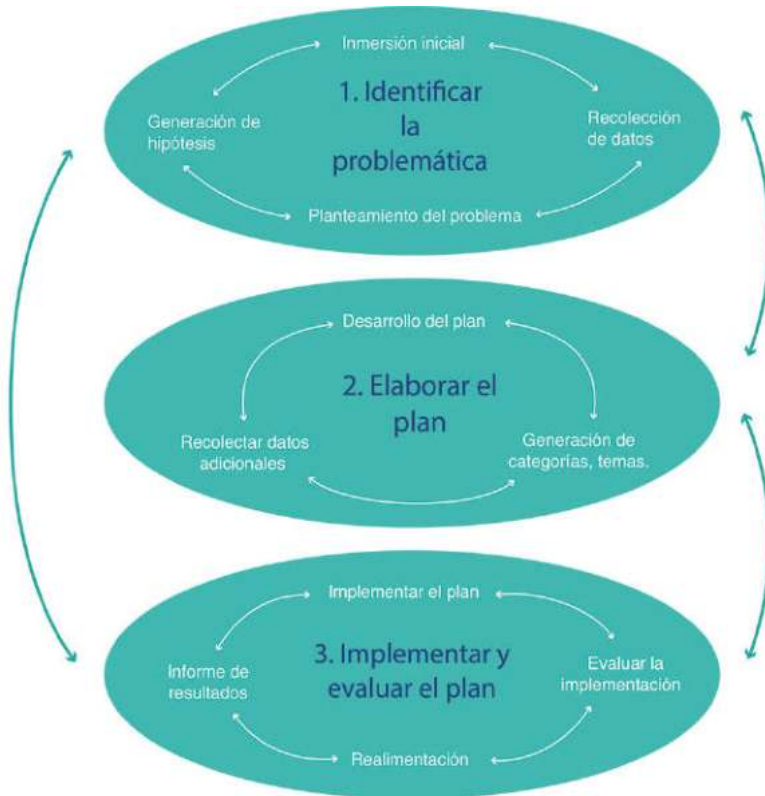 Inmersión inicial
1. Identificar
la
problemática
Generación de
hipótesis
Recolección
de datos
Planteamiento del problema
Desarrollo del plan
2. Elaborar el
plan
Recolectar datos
adicionales
Generación de
categorías, temas.
Implementar el plan
3. Implementar y
evaluar el plan
Informe de
resultados
Evaluar la
implementación
Realimentación